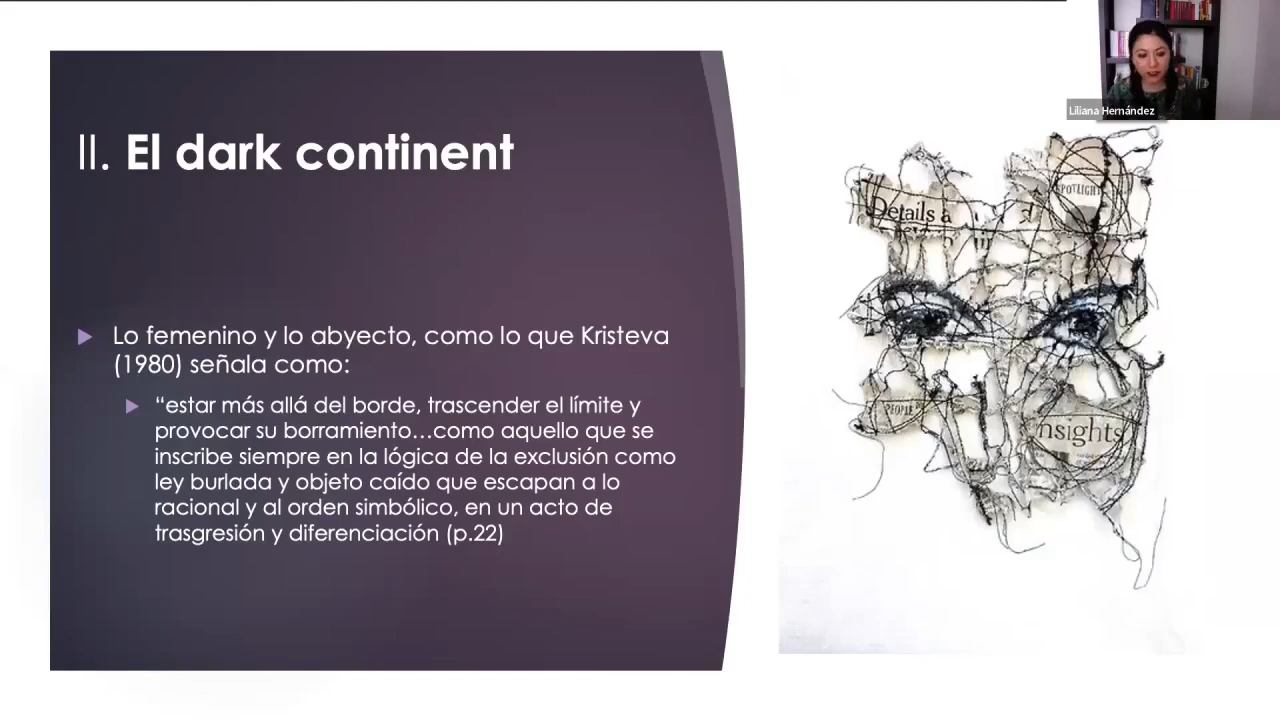 Liliana Hernández
II. El dark continent
Lo femenino y lo abyecto, como lo que Kristeva
(1980) señala como:
“estar más allá del borde, trascender el límite y
provocar su borramiento...como aquello que se
inscribe siempre en la lógica de la exclusión como
ley burlada y objeto caído que escapan a lo
racional y al orden simbólico, en un acto de
trasgresión y diferenciación (p.22)
SPOTLIGHT
Details a
PEOPLE
nsights